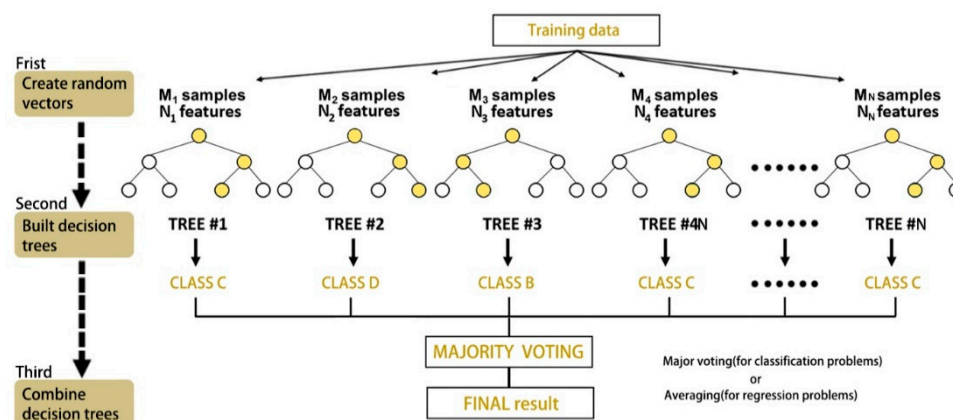 Training data
Frist
Create random
vectors
M₁ samples
N₁ features
M₂ samples
N₂ features
M₃ samples
N₃ features
M₄ samples
N₄ features
Mɴ samples
Nɴ features
Second
Built decision
trees
TREE #1
TREE #2
TREE #3
TREE #4N
TREE #N
CLASS C
CLASS D
CLASS B
CLASS C
CLASS C
MAJORITY VOTING
Major voting(for classification problems)
or
Averaging(for regression problems)
Third
Combine
decision trees
FINAL result